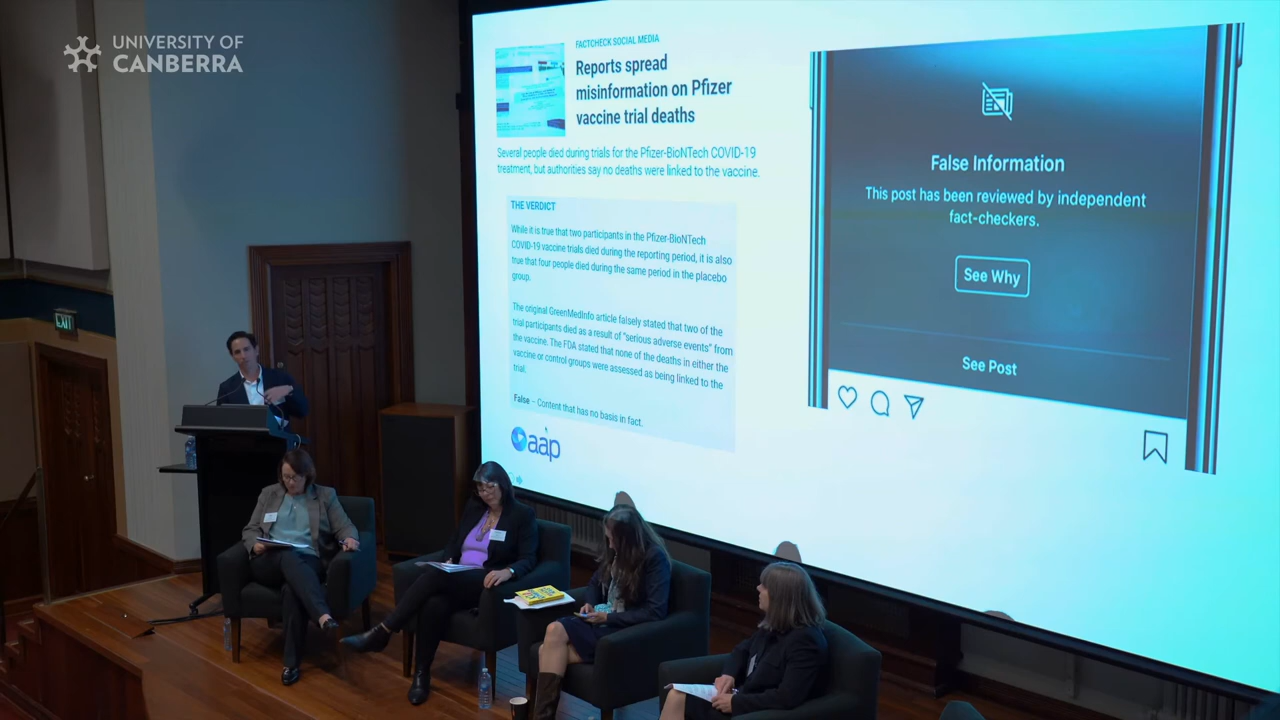 UNIVERSITY OF
CANBERRA
EXIT
FACTCHECK SOCIAL MEDIA
Reports spread
misinformation on Pfizer
vaccine trial deaths
Several people died during trials for the Pfizer-BioNTech COVID-19
treatment, but authorities say no deaths were linked to the vaccine.
THE VERDICT
While it is true that two participants in the Pfizer-BioNTech
COVID-19 vaccine trials died during the reporting period, it is also
true that four people died during the same period in the placebo
group.
The original GreenMedInfo article falsely stated that two of the
trial participants died as a result of "serious adverse events" from
the vaccine. The FDA stated that none of the deaths in either the
vaccine or control groups were assessed as being linked to the
trial.
False – Content that has no basis in fact.
aap
False Information
This post has been reviewed by independent
fact-checkers.
See Why
See Post